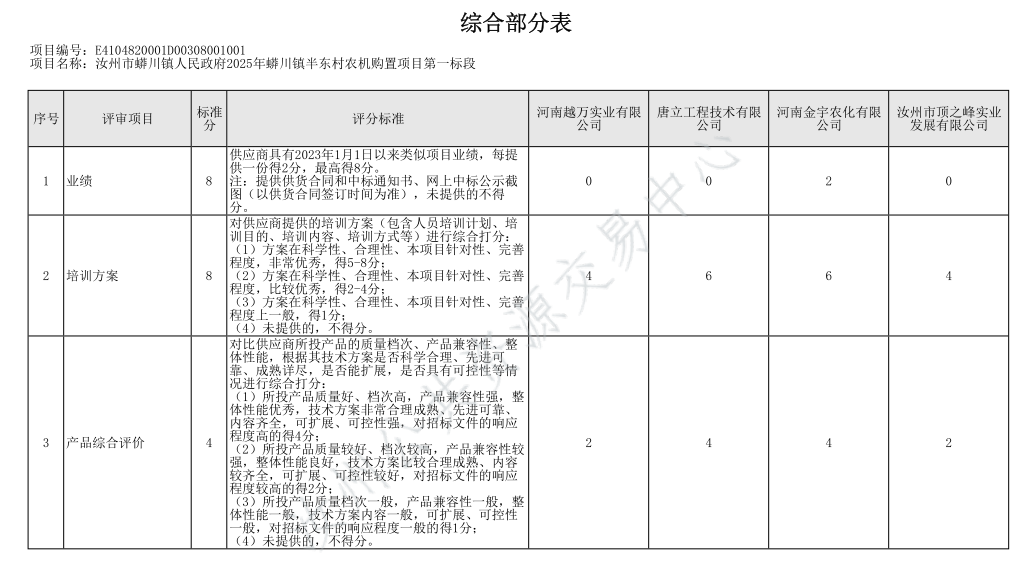 综合部分表
项目编号: E4104820001D00308001001
项目名称: 汝州市蟒川镇人民政府2025年蟒川镇半东村农机购置项目第一标段
序号 评审项目 标准分 评分标准 河南越万实业有限公司 唐立工程技术有限公司 河南金宇农化有限公司 汝州市顶之峰实业发展有限公司
1 业绩 8
供应商具有2023年1月1日以来类似项目业绩, 每提
供一份得2分, 最高得8分。
注: 提供供货合同和中标通知书、网上中标公示截
图 (以供货合同签订时间为准), 未提供的不得
分。
0 0 2 0
2 培训方案 8
对供应商提供的培训方案 (包含人员培训计划、培
训目的、培训内容、培训方式等) 进行综合打分:
(1) 方案在科学性、合理性、本项目针对性、完善
程度, 非常优秀, 得5-8分;
(2) 方案在科学性、合理性、本项目针对性、完善
程度, 比较优秀, 得2-4分;
(3) 方案在科学性、合理性、本项目针对性、完善
程度上一般, 得1分;
(4) 未提供的, 不得分。
4 6 6 4
3 产品综合评价 4
对比供应商所投产品的质量档次、产品兼容性、整
体性能, 根据其技术方案是否科学合理、先进可
靠、成熟详尽, 是否能扩展, 是否具有可控性等情
况进行综合打分:
(1) 所投产品质量好、档次高, 产品兼容性强, 整
体性能优秀, 技术方案非常合理成熟、先进可靠、
内容齐全, 可扩展、可控性强, 对招标文件的响应
程度高的得4分;
(2) 所投产品质量较好、档次较高, 产品兼容性较
强, 整体性能良好, 技术方案比较合理成熟、内容
较齐全, 可扩展、可控性较好, 对招标文件的响应
程度较高的得2分;
(3) 所投产品质量档次一般, 产品兼容性一般, 整
体性能一般, 技术方案内容一般, 可扩展、可控性
一般, 对招标文件的响应程度一般的得1分;
(4) 未提供的, 不得分。
2 4 4 2
汝州公共资源交易中心